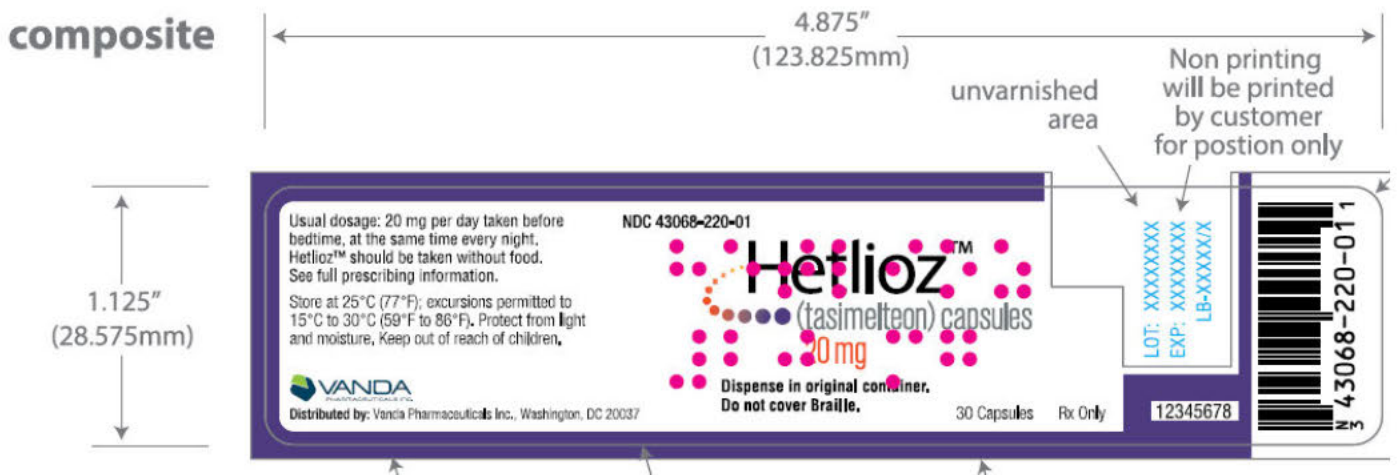 composite
4.875”
(123.825mm)
unvarnished
area
Non printing
will be printed
by customer
for postion only
1.125”
(28.575mm)
Usual dosage: 20 mg per day taken before
bedtime, at the same time every night.
Hetlioz™ should be taken without food.
See full prescribing information.
Store at 25°C (77°F); excursions permitted to
15°C to 30°C (59°F to 86°F). Protect from light
and moisture. Keep out of reach of children.
VANDA
PHARMACEUTICALS INC.
Distributed by: Vanda Pharmaceuticals Inc., Washington, DC 20037
NDC 43068-220-01
Hetlioz™
(tasimelteon) capsules
20 mg
Dispense in original container.
Do not cover Braille.
30 Capsules Rx Only
LOT: XXXXXXXX
EXP: XXXXXXXX
LB-XXXXX/X
12345678
N
3 43068-220-01 1